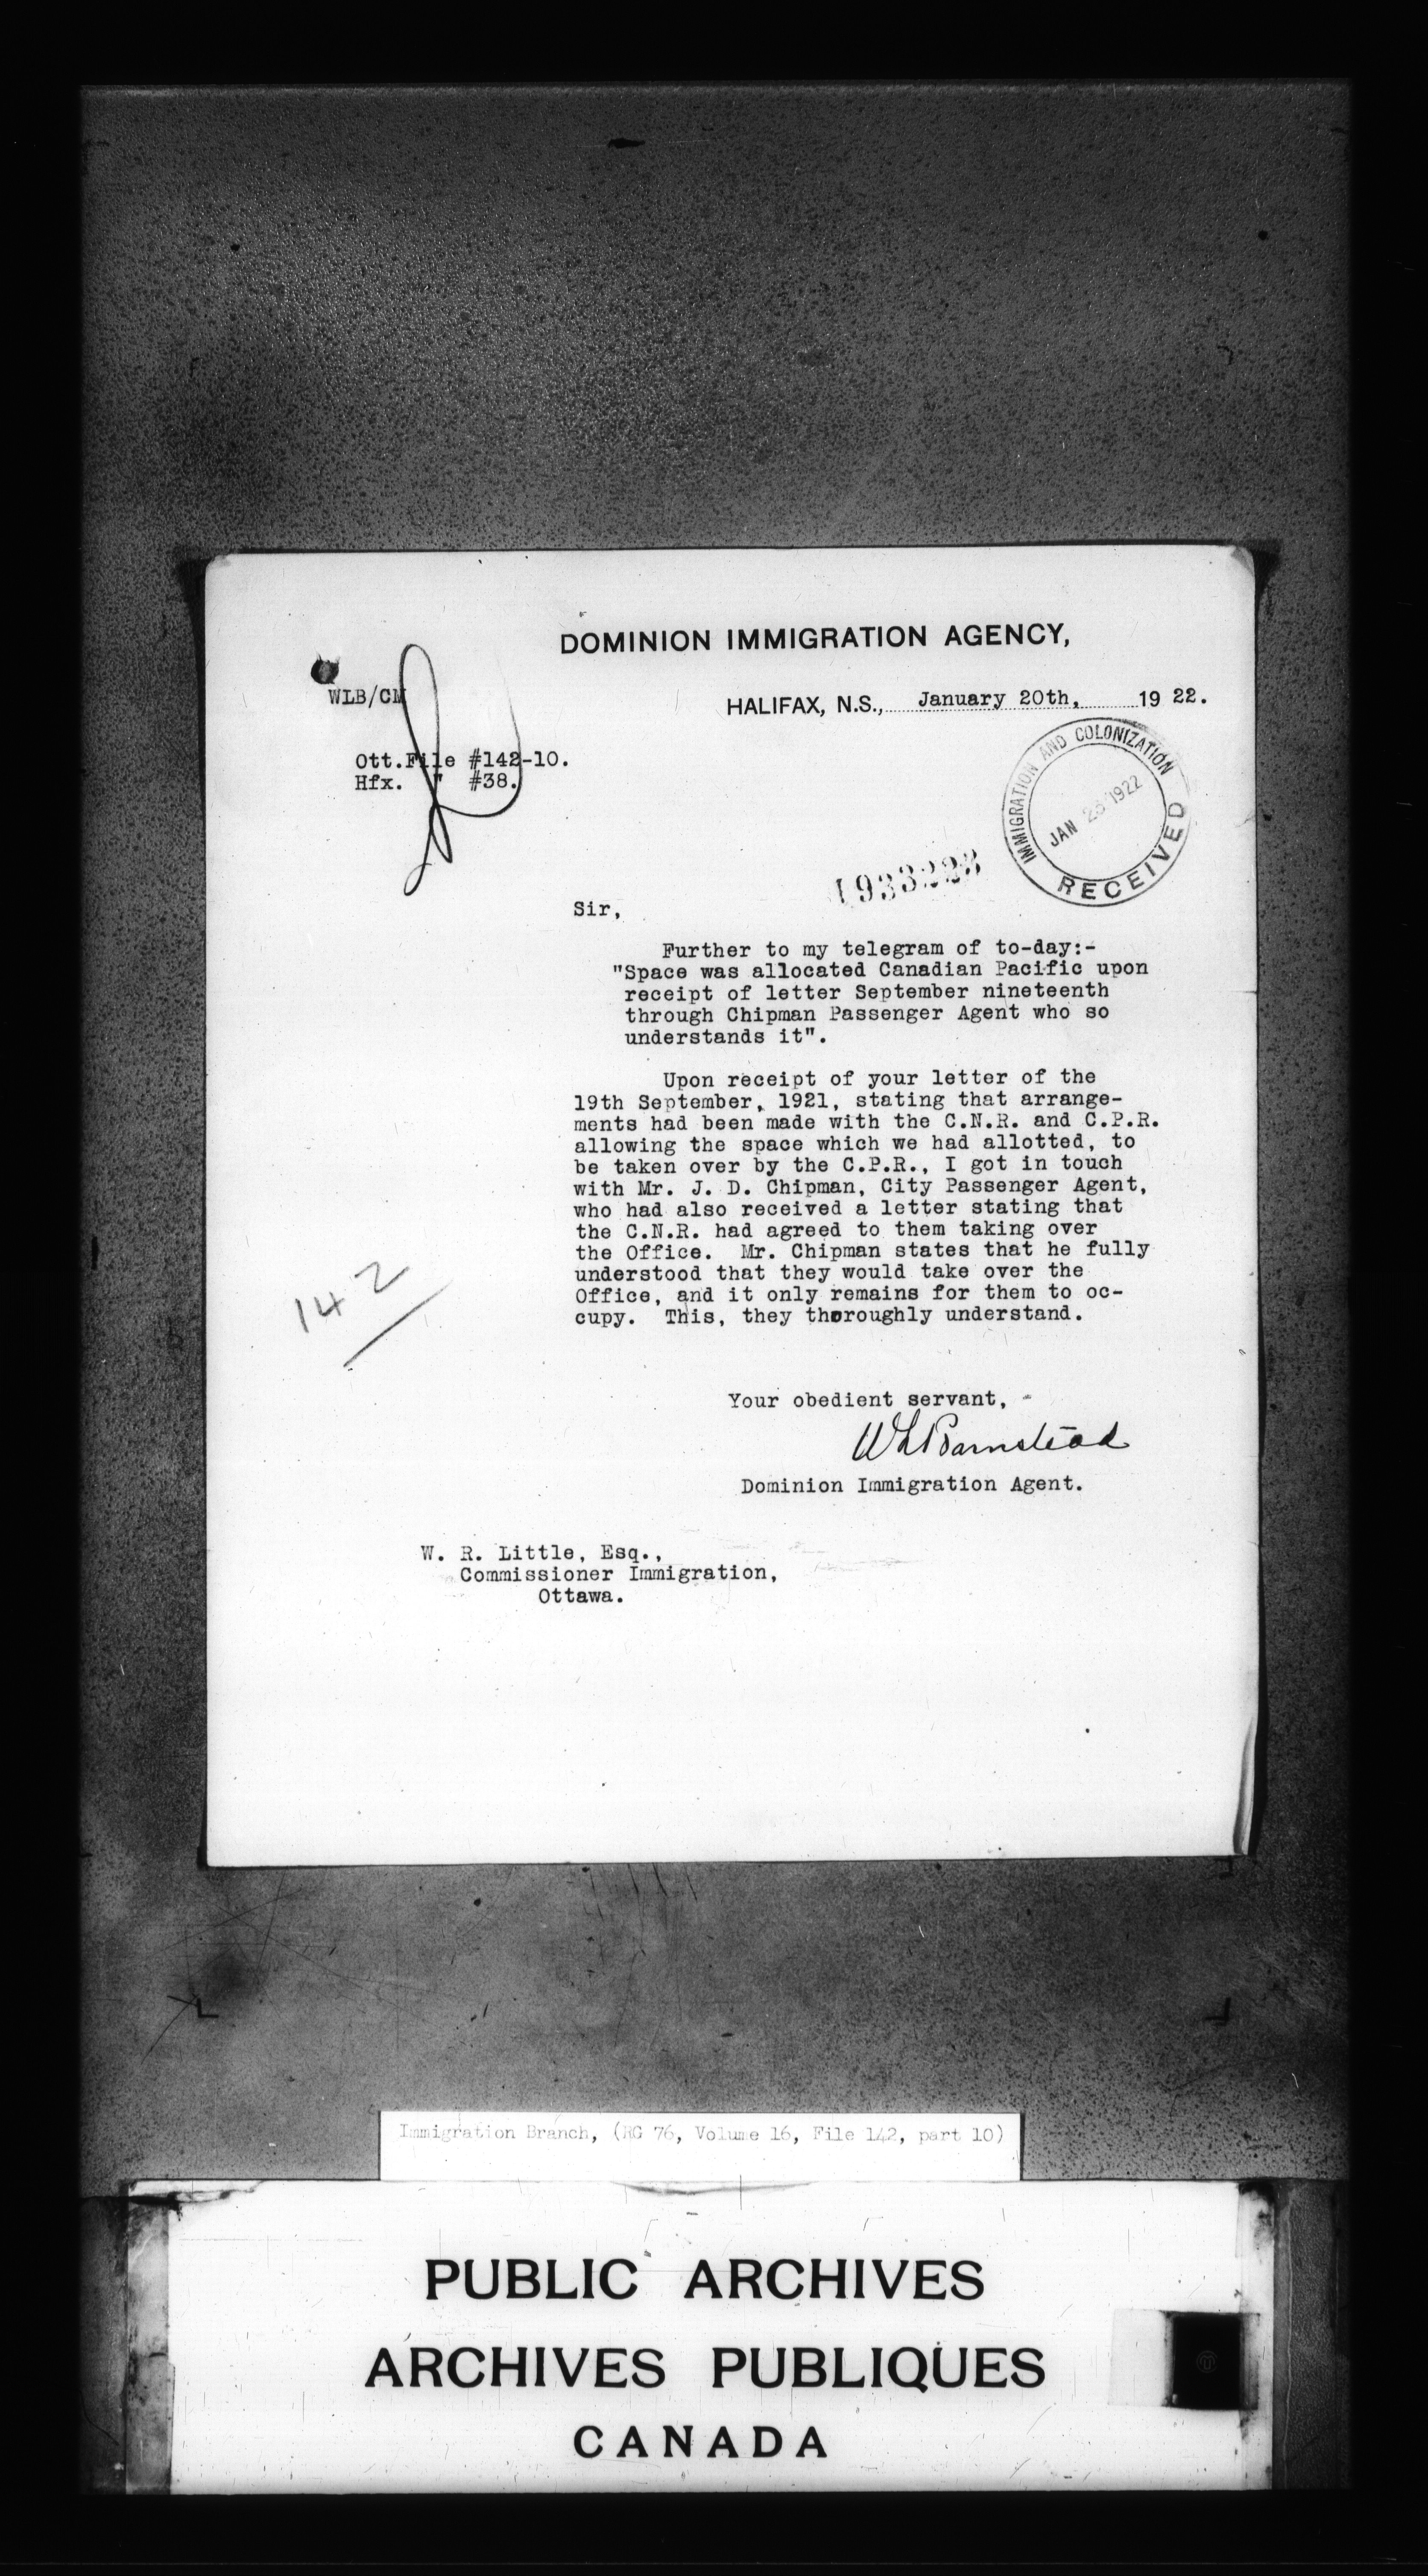 DOMINION IMMIGRATION AGENCY,
WLB/CM
HALIFAX, N.S., January 20th, 1922.
Ott.File #142-10.
Hfx. " #38.
IMMIGRATION AND COLONIZATION
JAN 23 1922
RECEIVED
1933223
Sir,
Further to my telegram of to-day:-
"Space was allocated Canadian Pacific upon
receipt of letter September nineteenth
through Chipman Passenger Agent who so
understands it".
Upon receipt of your letter of the
19th September, 1921, stating that arrange-
ments had been made with the C.N.R. and C.P.R.
allowing the space which we had allotted, to
be taken over by the C.P.R., I got in touch
with Mr. J. D. Chipman, City Passenger Agent,
who had also received a letter stating that
the C.N.R. had agreed to them taking over
the Office. Mr. Chipman states that he fully
understood that they would take over the
Office, and it only remains for them to oc-
cupy. This, they thoroughly understand.
142
Your obedient servant,
WLBarnstead
Dominion Immigration Agent.
W. R. Little, Esq.,
Commissioner Immigration,
Ottawa.
Immigration Branch, (RG 76, Volume 16, File 142, part 10)
PUBLIC ARCHIVES
ARCHIVES PUBLIQUES
CANADA